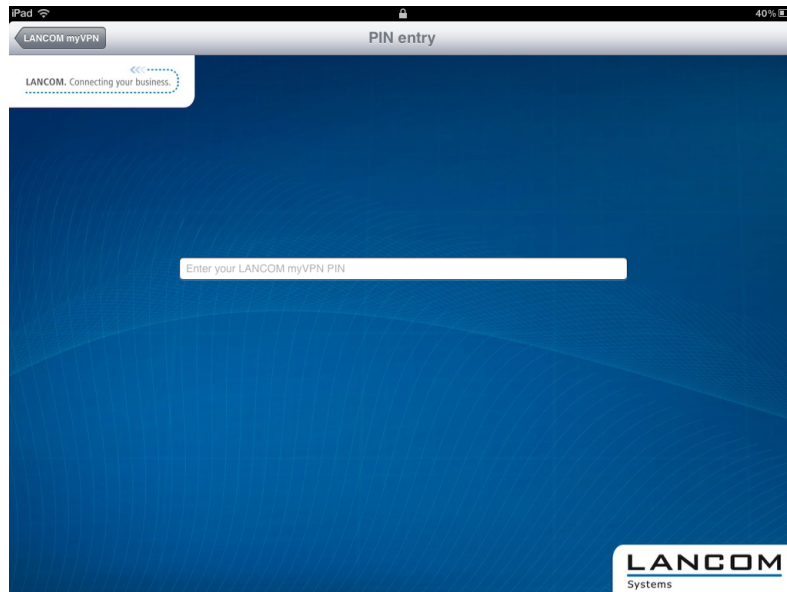 iPad 40%
LANCOM myVPN PIN entry
LANCOM. Connecting your business.
Enter your LANCOM myVPN PIN
LANCOM
Systems